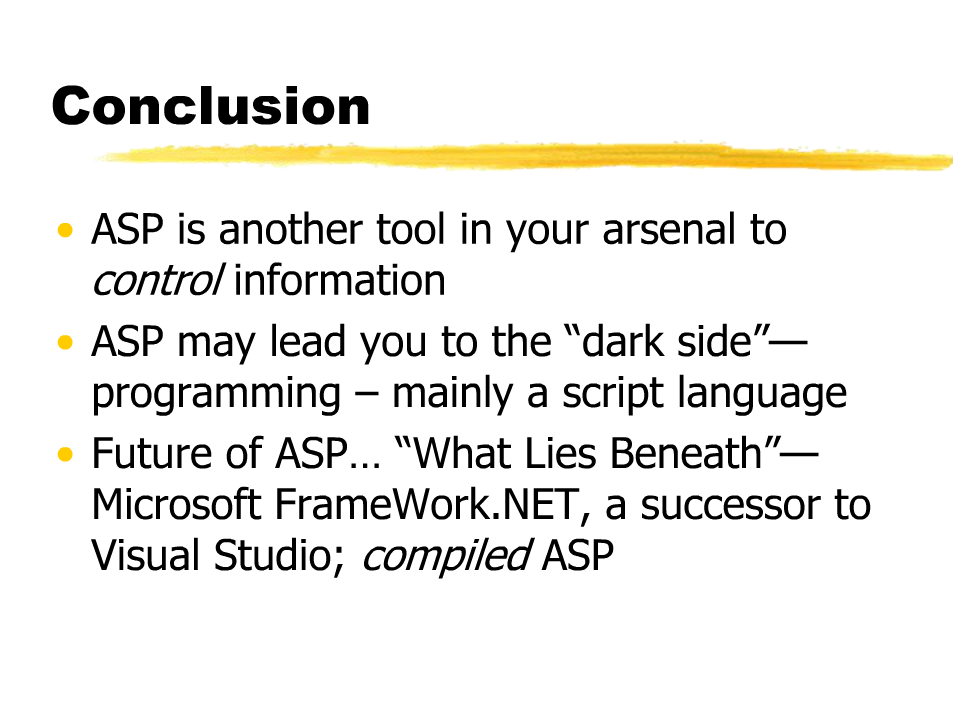 Conclusion
• ASP is another tool in your arsenal to
control information
• ASP may lead you to the “dark side”—
programming – mainly a script language
• Future of ASP… “What Lies Beneath”—
Microsoft FrameWork.NET, a successor to
Visual Studio; compiled ASP